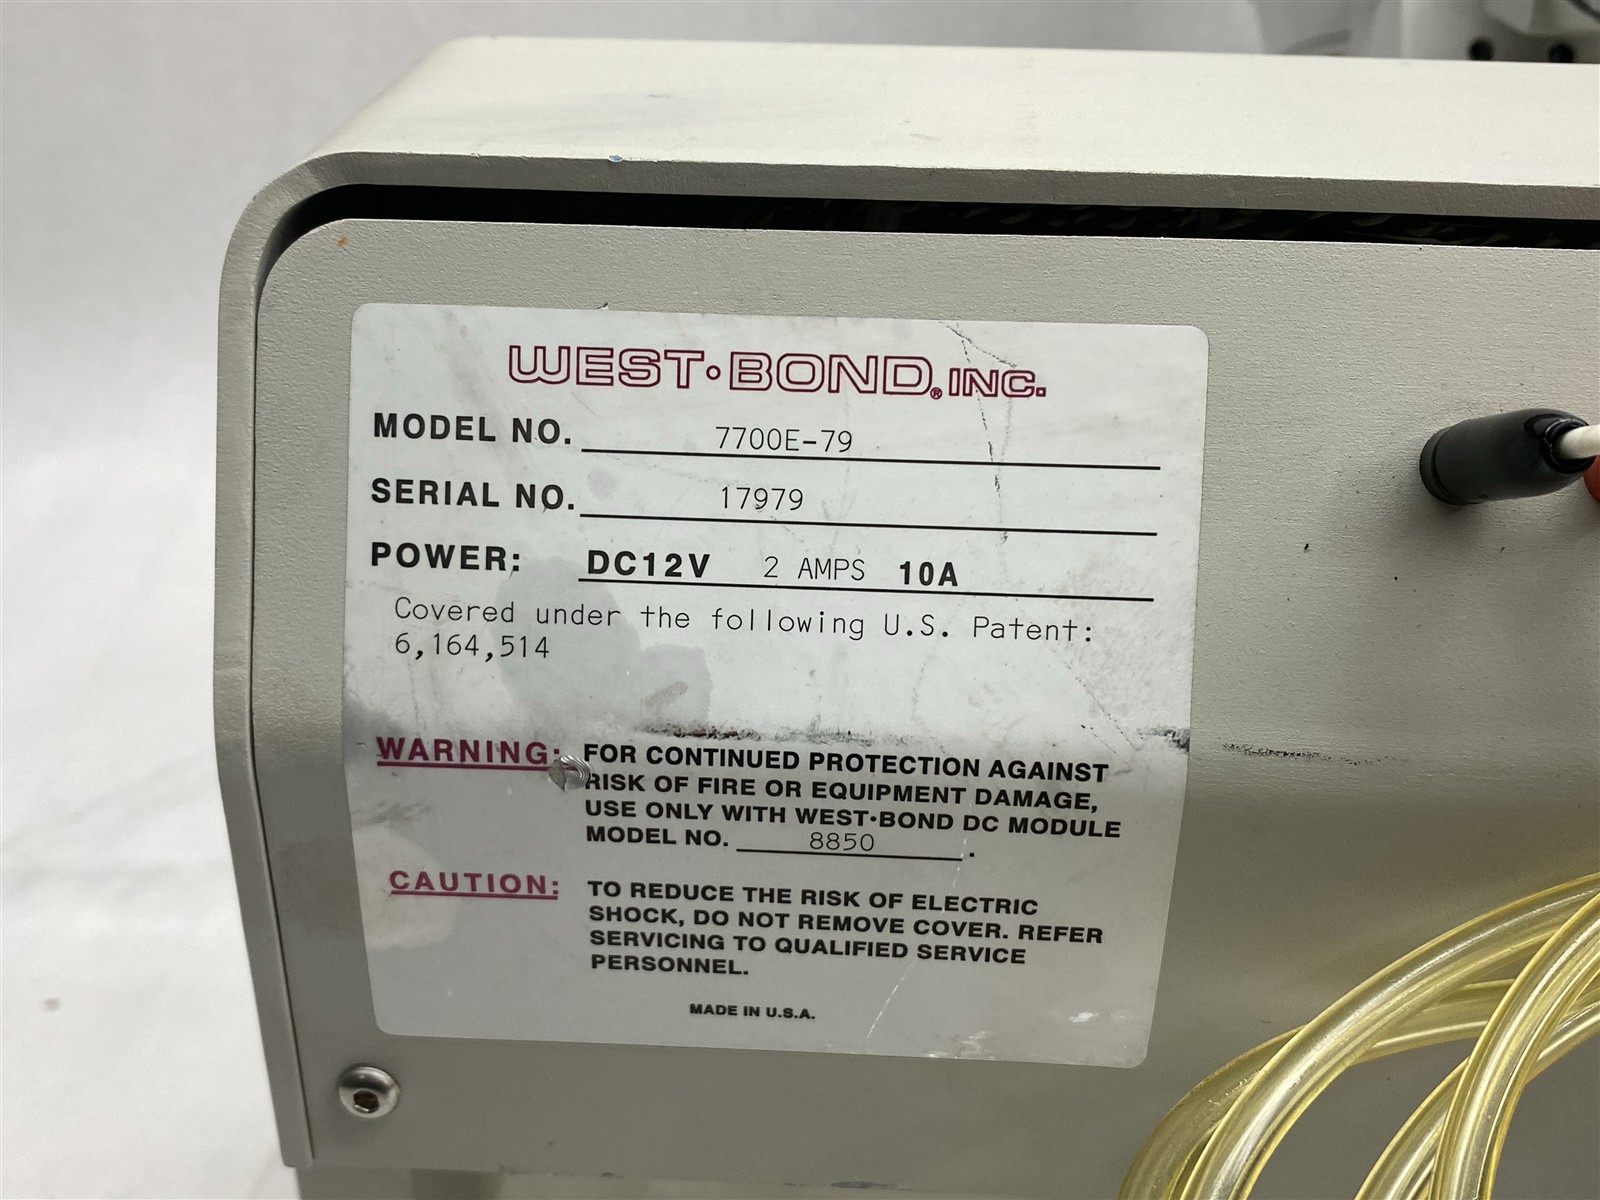 WEST·BOND® INC.
MODEL NO. 7700E-79
SERIAL NO. 17979
POWER: DC12V 2 AMPS 10A
Covered under the following U.S. Patent:
6,164,514
WARNING: FOR CONTINUED PROTECTION AGAINST
RISK OF FIRE OR EQUIPMENT DAMAGE,
USE ONLY WITH WEST·BOND DC MODULE
MODEL NO. 8850.
CAUTION: TO REDUCE THE RISK OF ELECTRIC
SHOCK, DO NOT REMOVE COVER. REFER
SERVICING TO QUALIFIED SERVICE
PERSONNEL.
MADE IN U.S.A.